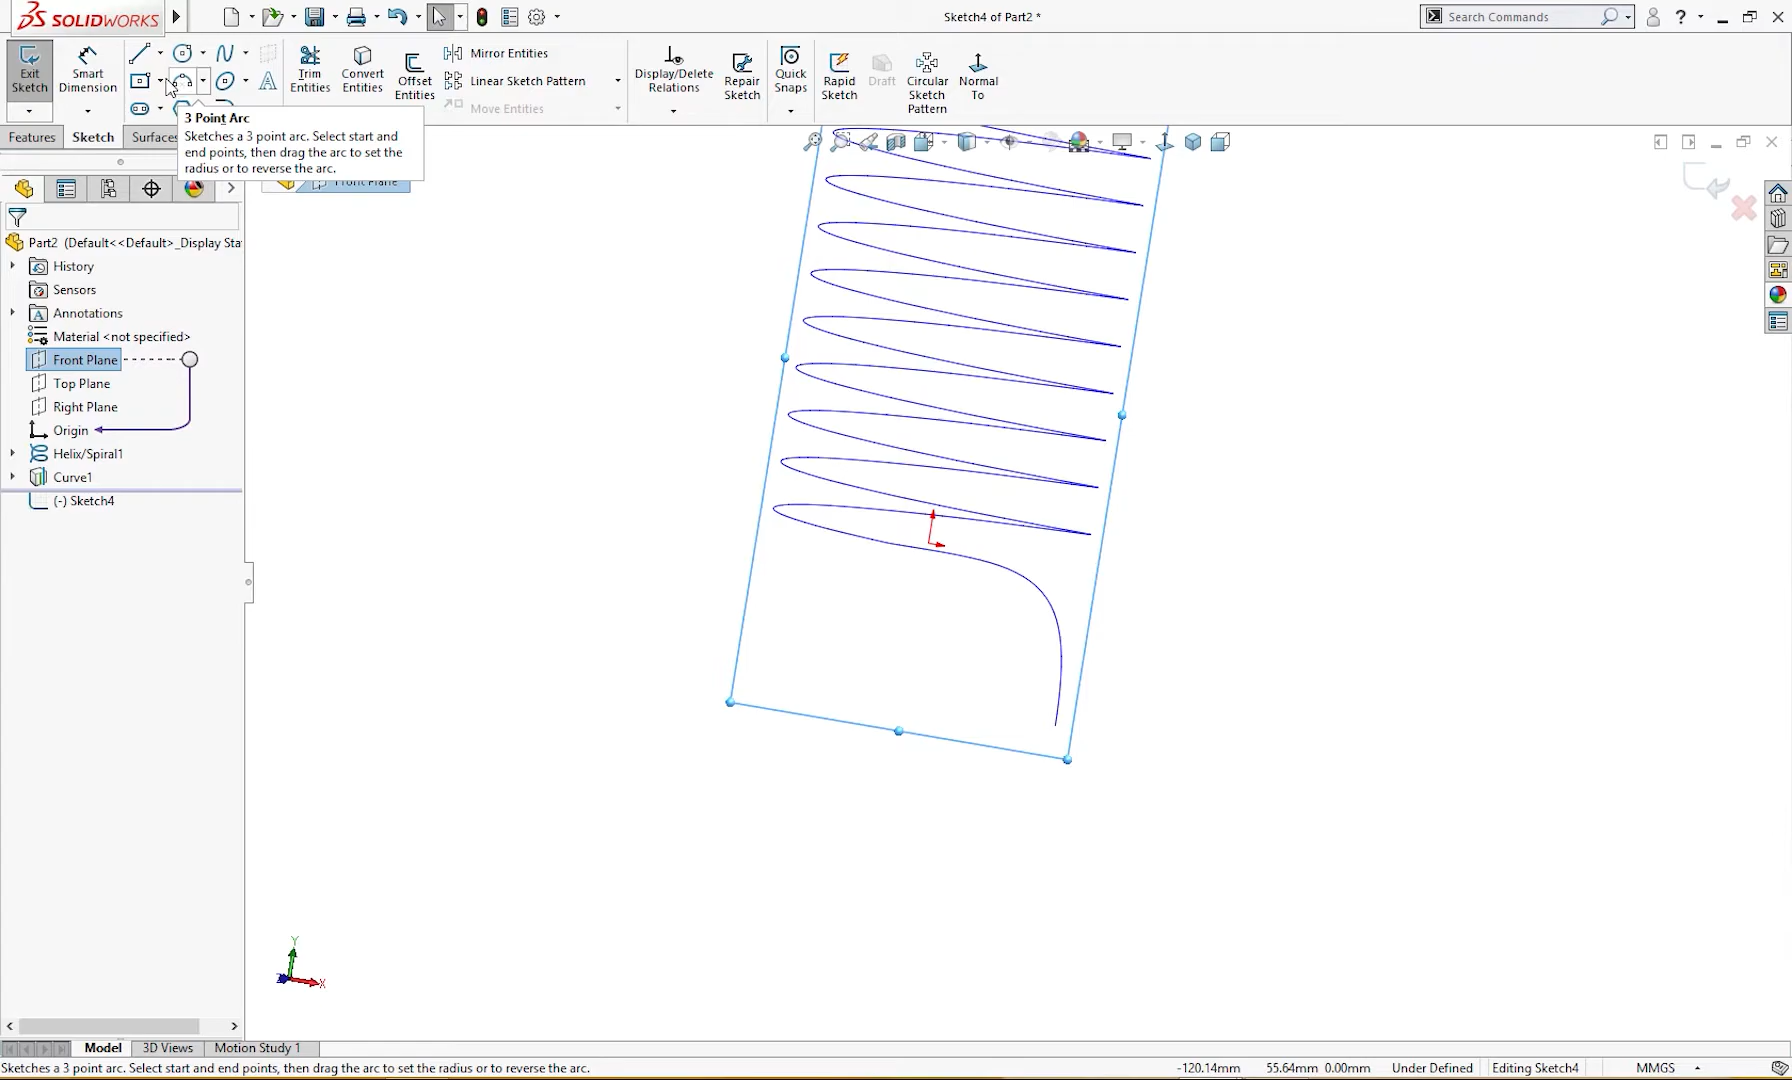 SOLIDWORKS
Sketch4 of Part2 *
Search Commands
Exit Sketch
Smart Dimension
Trim Entities
Convert Entities
Offset Entities
Mirror Entities
Linear Sketch Pattern
Move Entities
Display/Delete Relations
Repair Sketch
Quick Snaps
Rapid Sketch
Draft
Circular Sketch Pattern
Normal To
Features
Sketch
Surfaces
3 Point Arc
Sketches a 3 point arc. Select start and
end points, then drag the arc to set the
radius or to reverse the arc.
Front Plane
Part2 (Default<<Default>_Display Sta
History
Sensors
Annotations
Material <not specified>
Front Plane
Top Plane
Right Plane
Origin
Helix/Spiral1
Curve1
(-) Sketch4
Y
X
Model
3D Views
Motion Study 1
Sketches a 3 point arc. Select start and end points, then drag the arc to set the radius or to reverse the arc.
-120.14mm
55.64mm 0.00mm
Under Defined
Editing Sketch4
MMGS